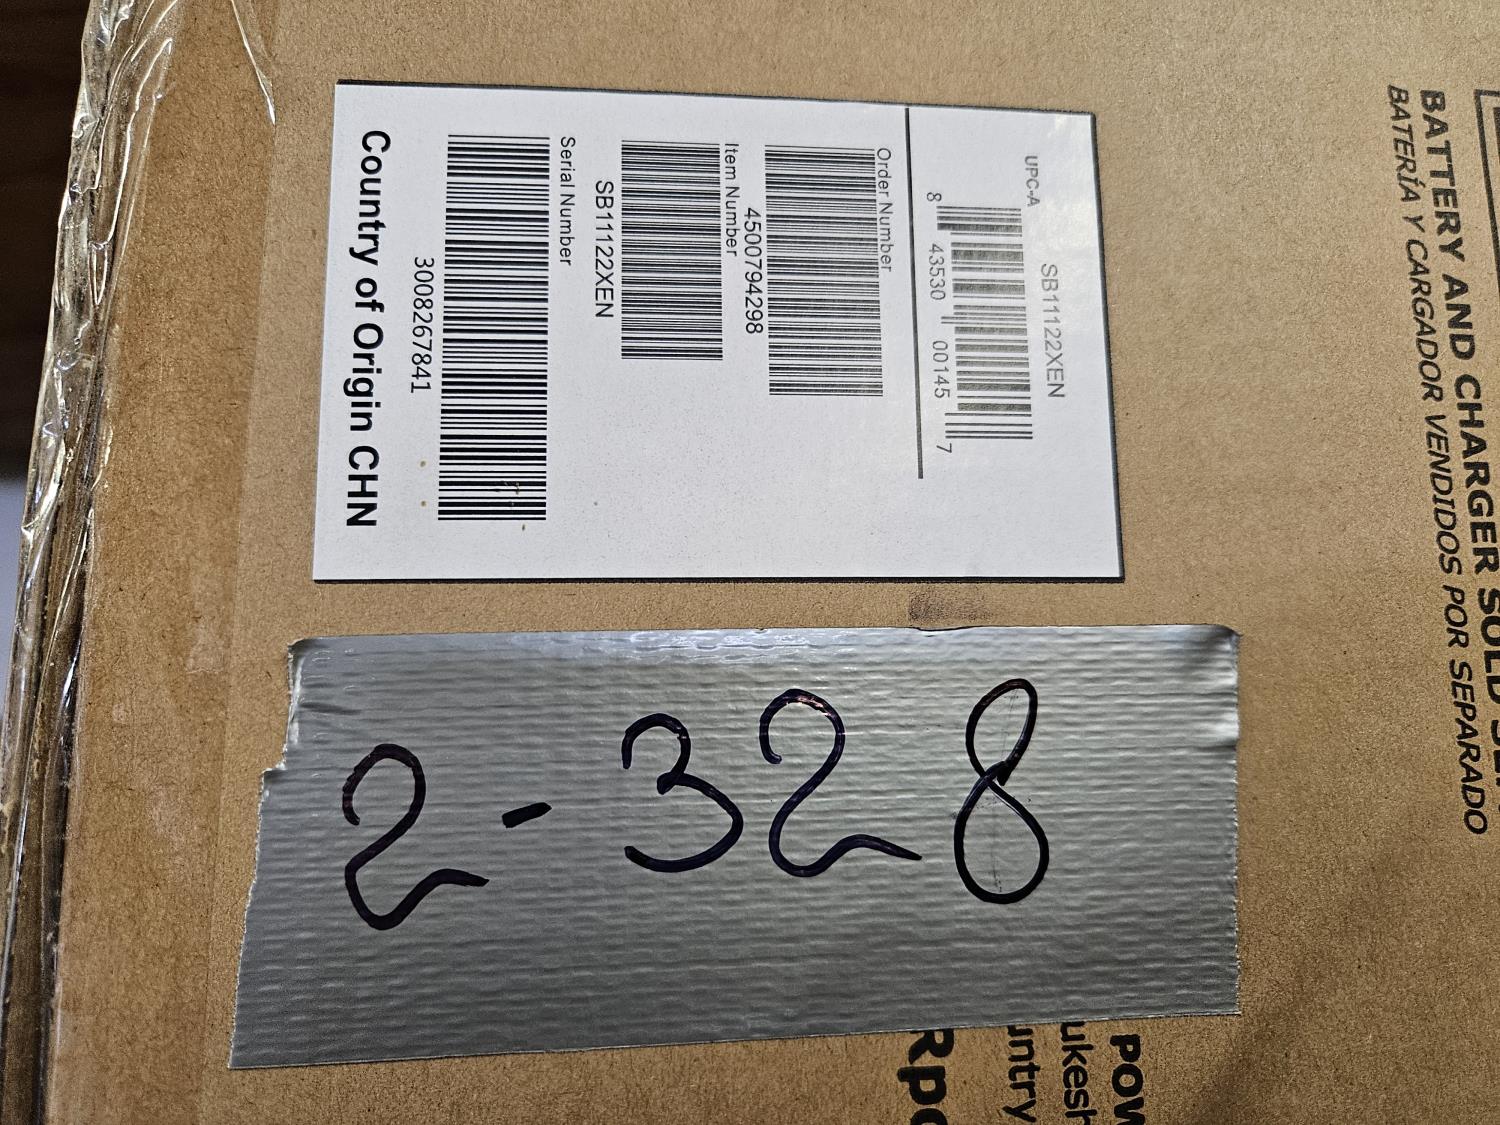 SB11122XEN
UPC-A
8 43530 00145 7
Order Number
4500794298
Item Number
SB11122XEN
Serial Number
3008267841
Country of Origin CHN
2-328
BATTERY AND CHARGER SOLD
BATERÍA Y CARGADOR VENDIDOS POR SEPARADO